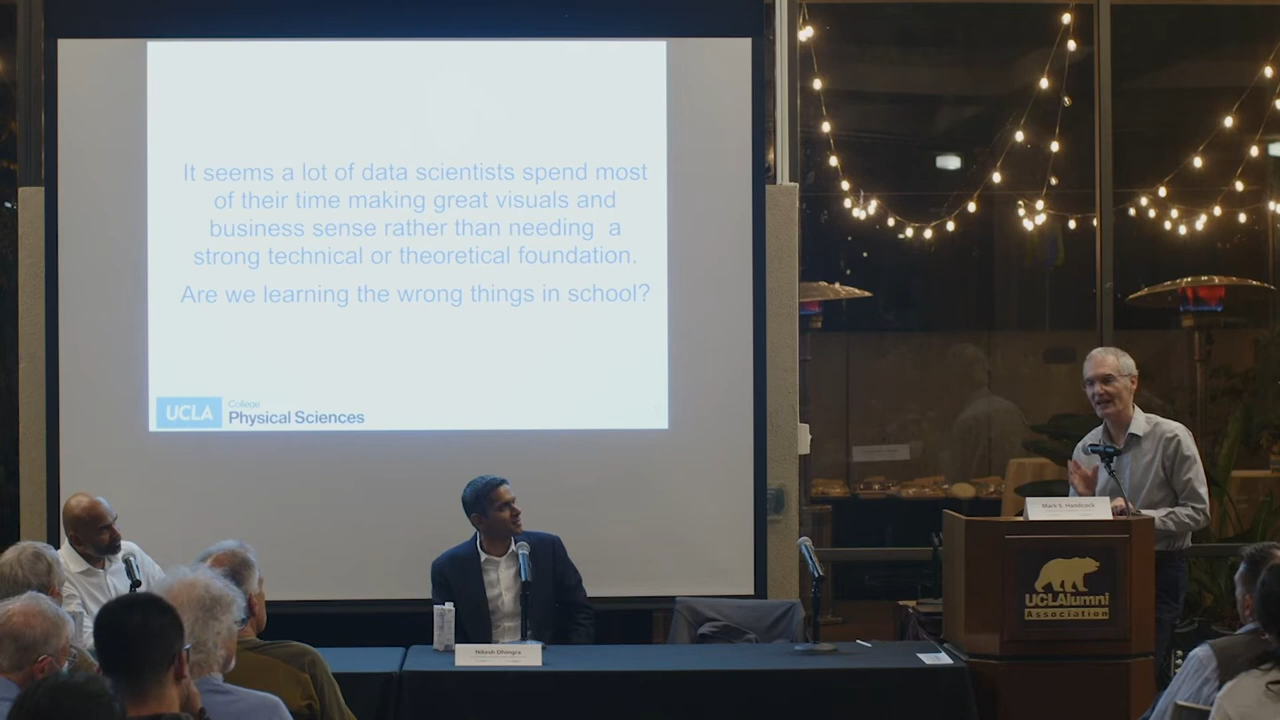 It seems a lot of data scientists spend most
of their time making great visuals and
business sense rather than needing a
strong technical or theoretical foundation.
Are we learning the wrong things in school?
UCLA
College
Physical Sciences
Mark S. Handcock
Nilesh Dhingra
UCLAlumni
Association